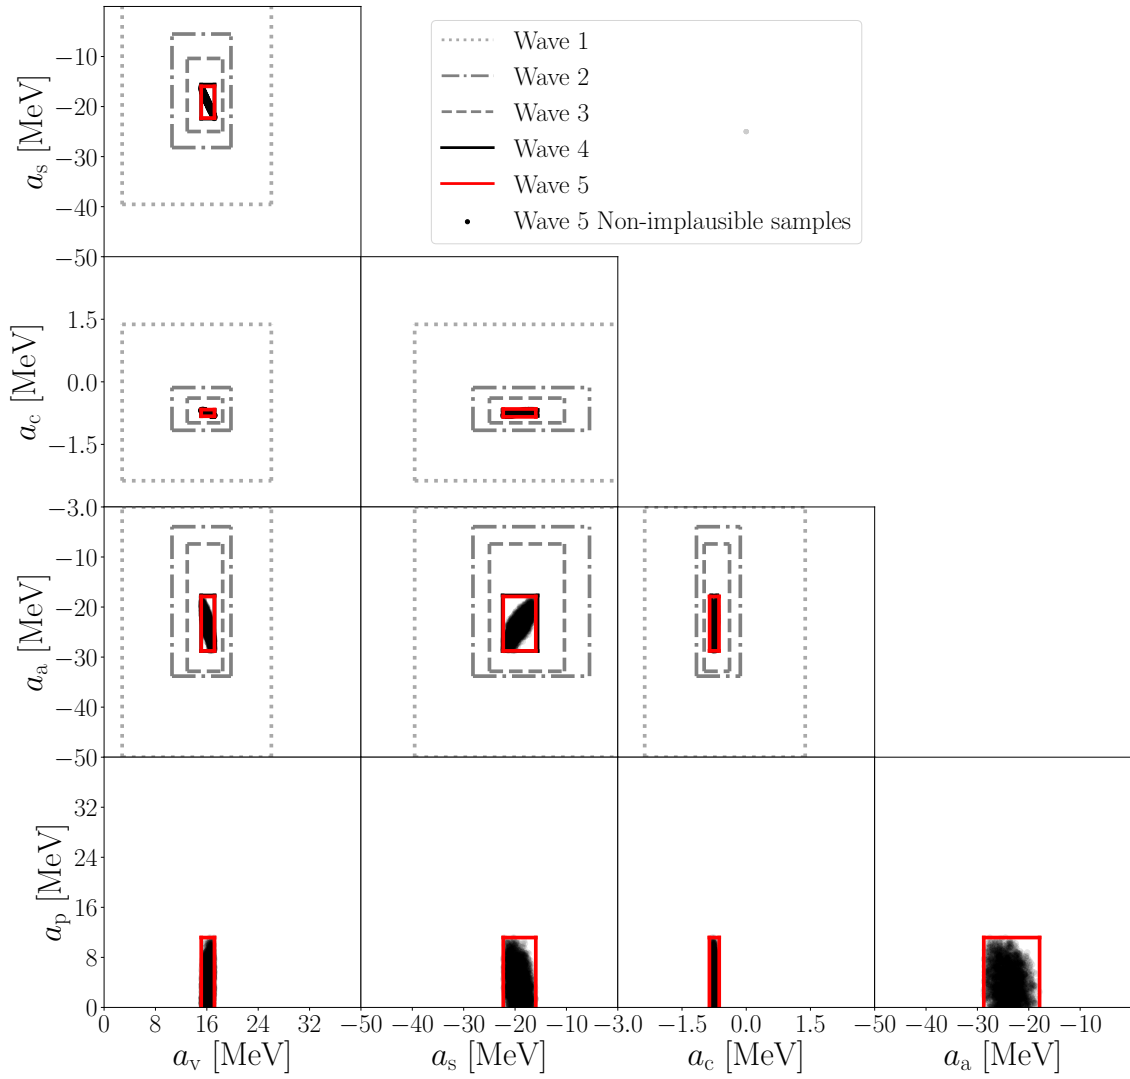 Wave 1
Wave 2
Wave 3
Wave 4
Wave 5
Wave 5 Non-implausible samples
−10
−20
−30
−40
−50
a_s [MeV]
1.5
0.0
−1.5
−3.0
a_c [MeV]
−10
−20
−30
−40
−50
a_a [MeV]
32
24
16
8
0
a_p [MeV]
0 8 16 24 32 −50 −40 −30 −20 −10 −3.0 −1.5 0.0 1.5 −50 −40 −30 −20 −10
a_v [MeV] a_s [MeV] a_c [MeV] a_a [MeV]